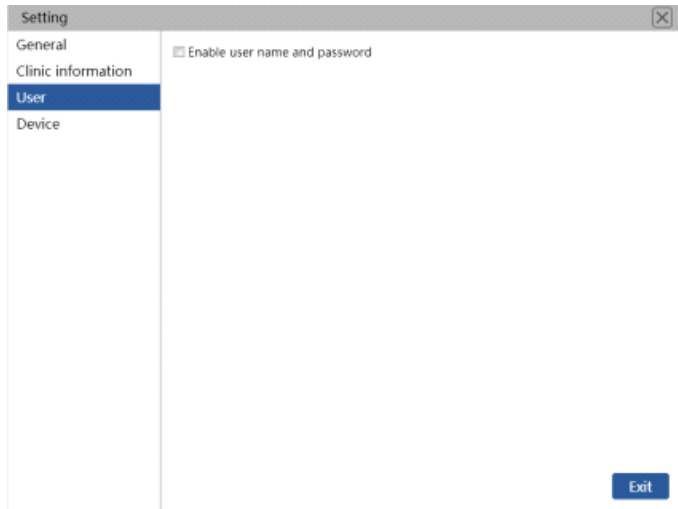 Setting
General
Clinic information
User
Device
Enable user name and password
Exit